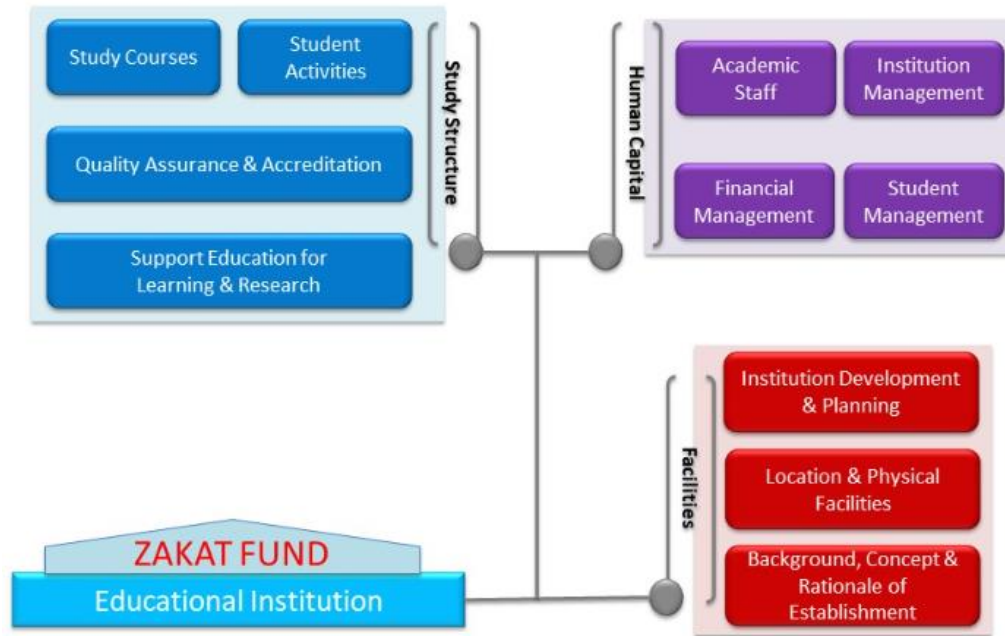 Study Courses
Student
Activities
Quality Assurance & Accreditation
Support Education for
Learning & Research
Study Structure
Human Capital
Academic
Staff
Institution
Management
Financial
Management
Student
Management
Institution Development
& Planning
Location & Physical
Facilities
Background, Concept &
Rationale of
Establishment
Facilities
ZAKAT FUND
Educational Institution